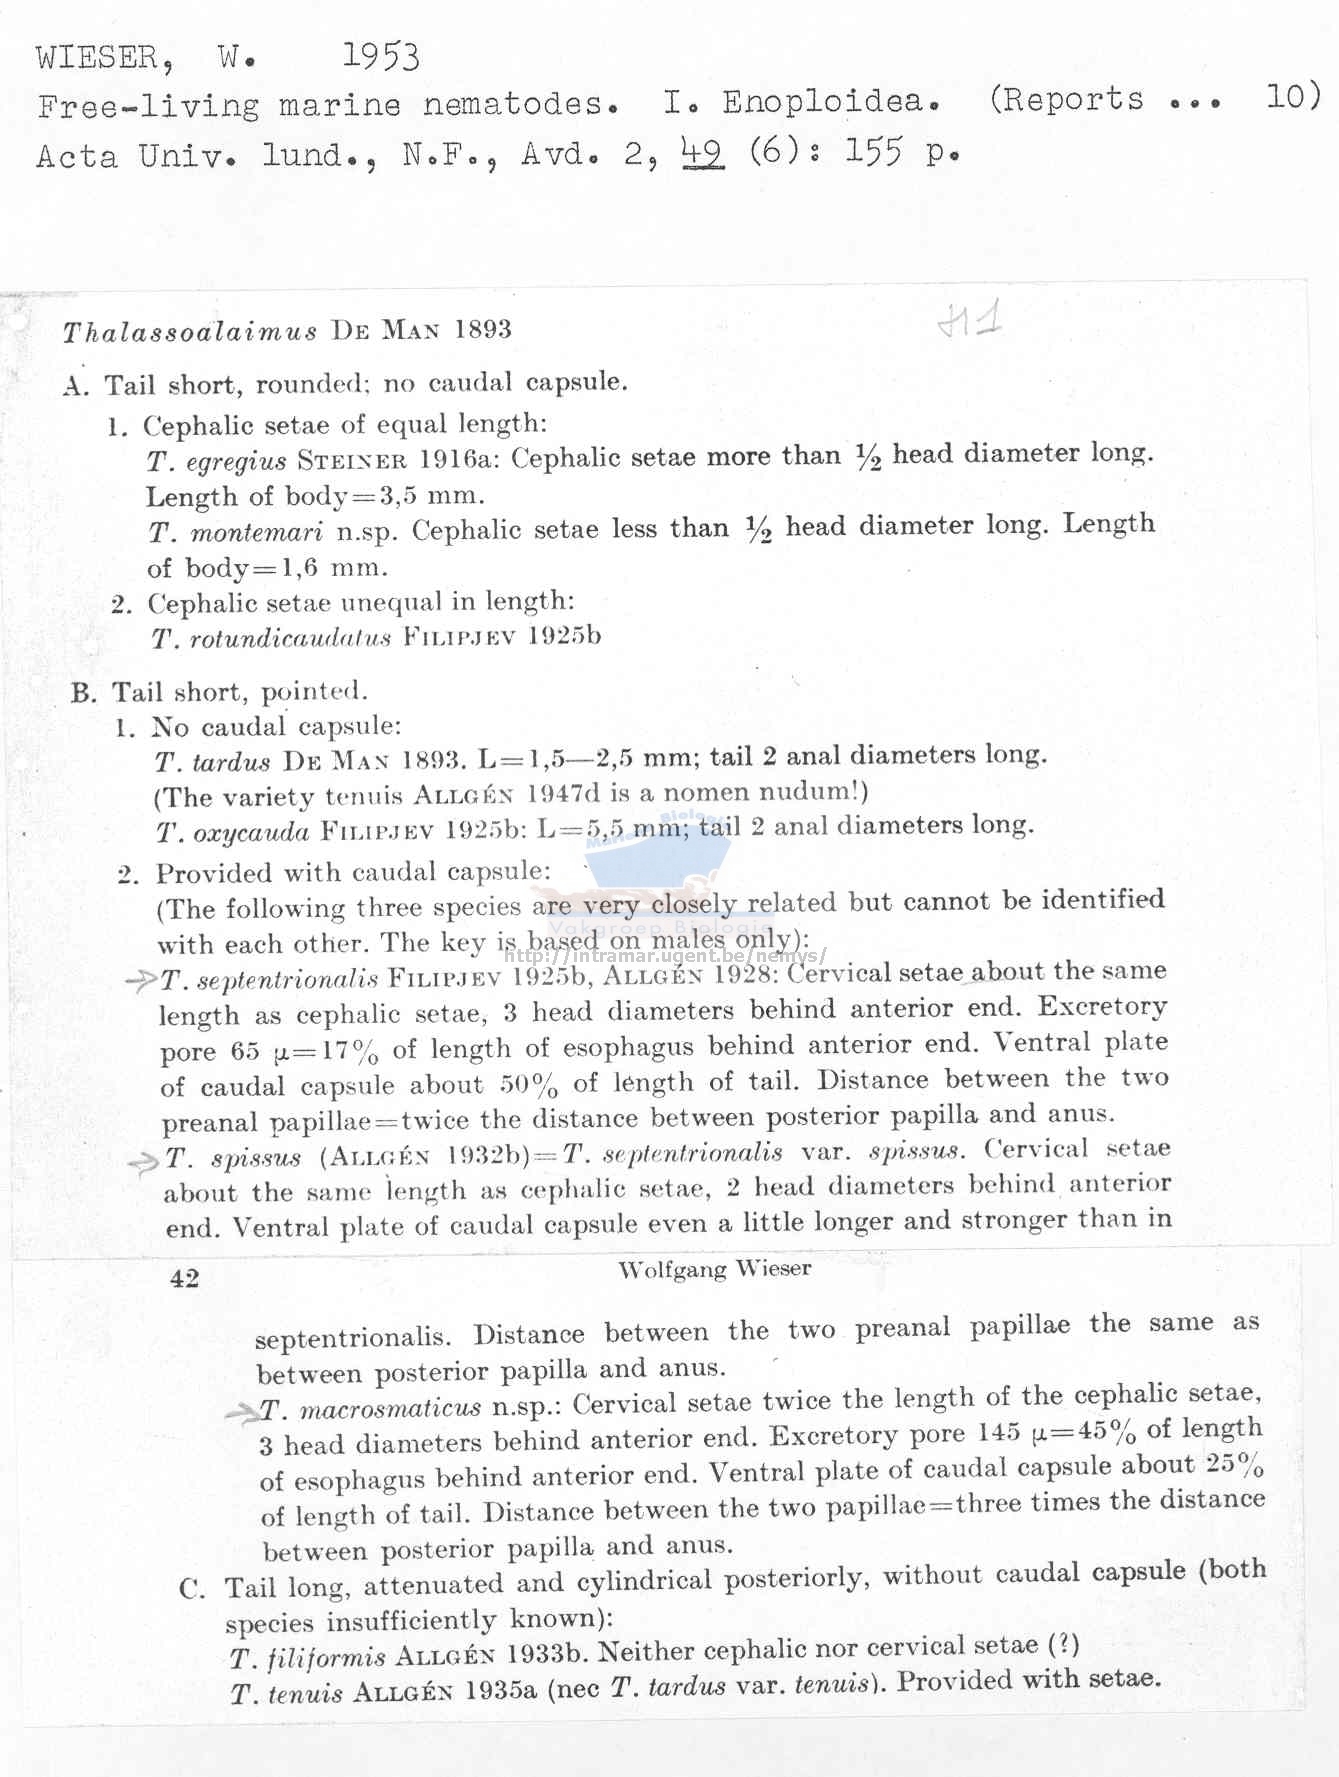 WIESER, W. 1953
Free-living marine nematodes. I. Enoploidea. (Reports ... 10)
Acta Univ. lund., N.F., Avd. 2, 49 (6): 155 p.
Thalassoalaimus DE MAN 1893
A. Tail short, rounded; no caudal capsule.
1. Cephalic setae of equal length:
T. egregius STEINER 1916a: Cephalic setae more than ½ head diameter long.
Length of body=3,5 mm.
T. montemari n.sp. Cephalic setae less than ½ head diameter long. Length
of body=1,6 mm.
2. Cephalic setae unequal in length:
T. rotundicaudatus FILIPJEV 1925b
B. Tail short, pointed.
1. No caudal capsule:
T. tardus DE MAN 1893. L=1,5—2,5 mm; tail 2 anal diameters long.
(The variety tenuis ALLGÉN 1947d is a nomen nudum!)
T. oxycauda FILIPJEV 1925b: L=5,5 mm; tail 2 anal diameters long.
2. Provided with caudal capsule:
(The following three species are very closely related but cannot be identified
with each other. The key is based on males only):
Marine Biology
Vakgroep Biologie
http://intramar.ugent.be/nemys/
T. septentrionalis FILIPJEV 1925b, ALLGÉN 1928: Cervical setae about the same
length as cephalic setae, 3 head diameters behind anterior end. Excretory
pore 65 µ=17% of length of esophagus behind anterior end. Ventral plate
of caudal capsule about 50% of length of tail. Distance between the two
preanal papillae=twice the distance between posterior papilla and anus.
T. spissus (ALLGÉN 1932b)=T. septentrionalis var. spissus. Cervical setae
about the same length as cephalic setae, 2 head diameters behind anterior
end. Ventral plate of caudal capsule even a little longer and stronger than in
42 Wolfgang Wieser
septentrionalis. Distance between the two preanal papillae the same as
between posterior papilla and anus.
T. macrosmaticus n.sp.: Cervical setae twice the length of the cephalic setae,
3 head diameters behind anterior end. Excretory pore 145 µ=45% of length
of esophagus behind anterior end. Ventral plate of caudal capsule about 25%
of length of tail. Distance between the two papillae=three times the distance
between posterior papilla and anus.
C. Tail long, attenuated and cylindrical posteriorly, without caudal capsule (both
species insufficiently known):
T. filiformis ALLGÉN 1933b. Neither cephalic nor cervical setae (?)
T. tenuis ALLGÉN 1935a (nec T. tardus var. tenuis). Provided with setae.